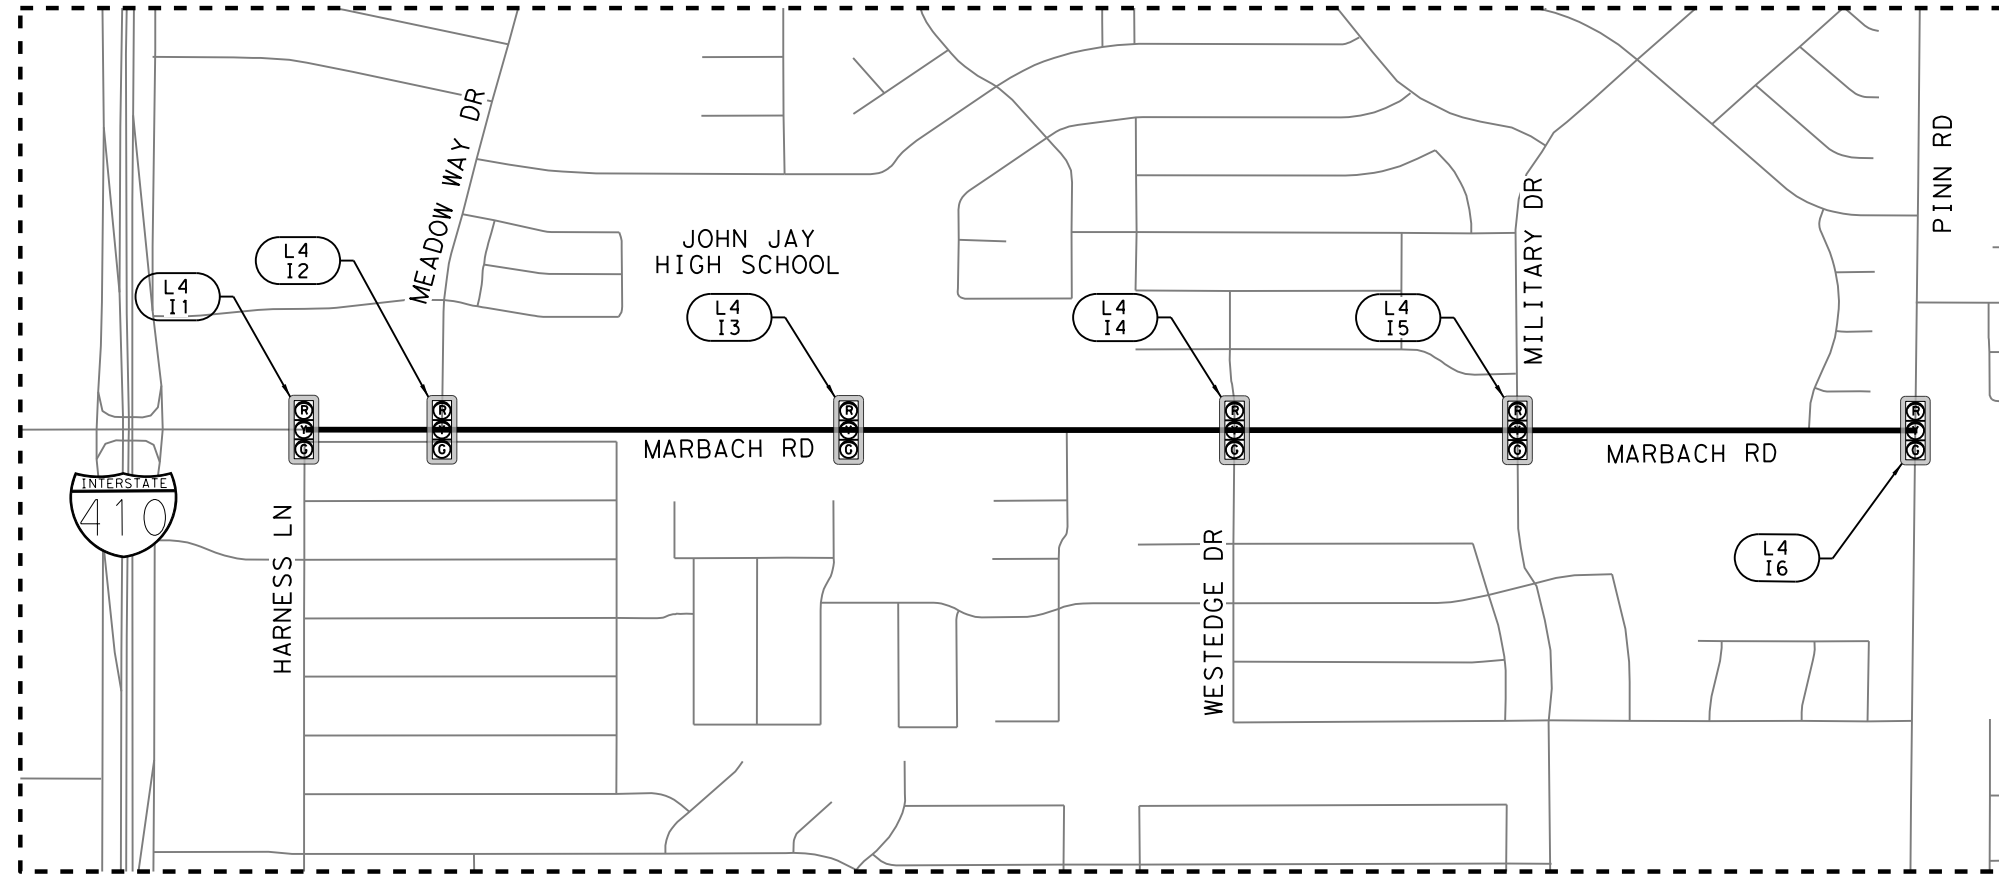 MEADOW WAY DR
PINN RD
MILITARY DR
JOHN JAY
HIGH SCHOOL
L4
I1
L4
I2
L4
I3
L4
I4
L4
I5
R
Y
G
R
Y
G
R
Y
G
R
Y
G
R
Y
G
R
Y
G
MARBACH RD
MARBACH RD
INTERSTATE
410
HARNESS LN
WESTEDGE DR
L4
I6